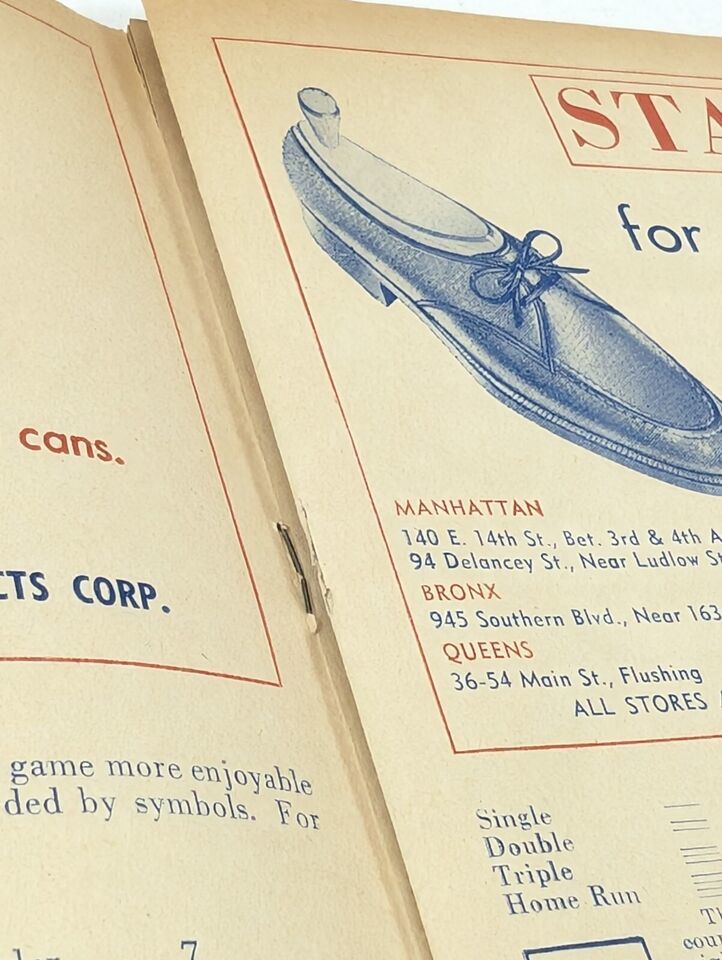 cans.
CTS CORP.
game more enjoyable
ded by symbols. For
7
STA
for
MANHATTAN
140 E. 14th St., Bet. 3rd & 4th A
94 Delancey St., Near Ludlow St
BRONX
945 Southern Blvd., Near 163
QUEENS
36-54 Main St., Flushing
ALL STORES
Single
Double
Triple
Home Run
Th
cour